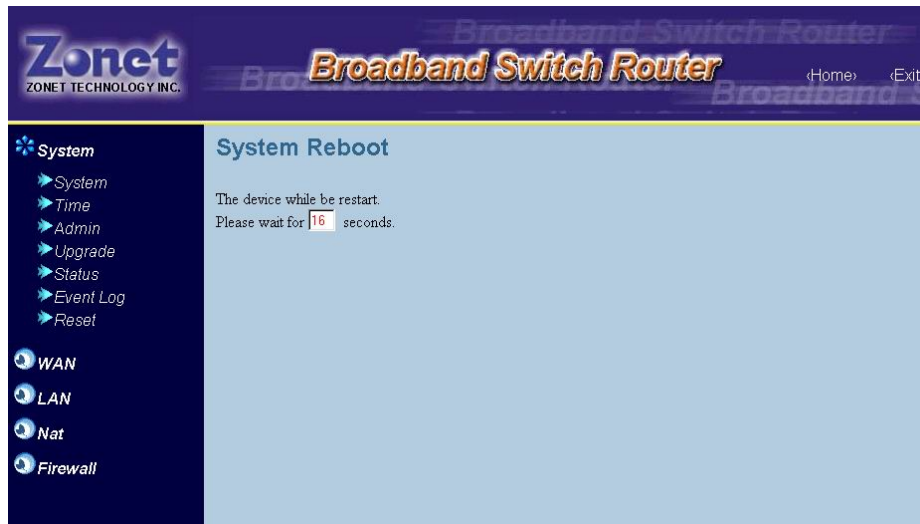 Zonet
ZONET TECHNOLOGY INC.
Broadband Switch Router
Broadband Switch Router
Broadband
‹Home›
‹Exit
System
System
Time
Admin
Upgrade
Status
Event Log
Reset
WAN
LAN
Nat
Firewall
System Reboot
The device while be restart.
Please wait for 16 seconds.